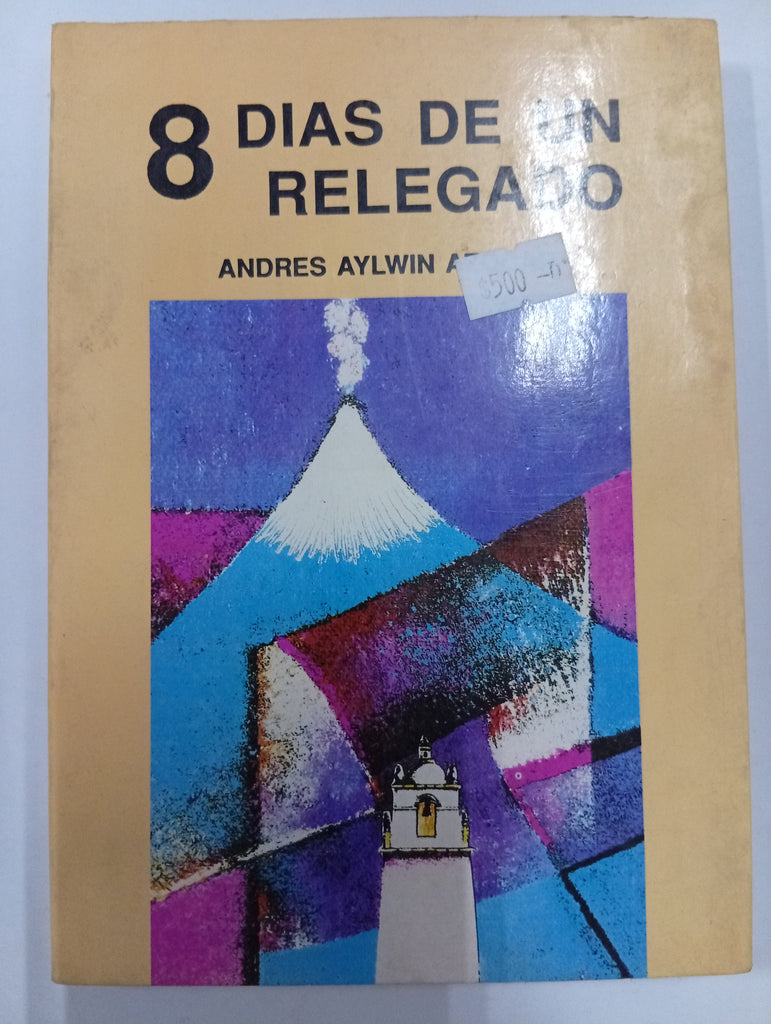 8 DIAS DE UN
RELEGADO
ANDRES AYLWIN
$500